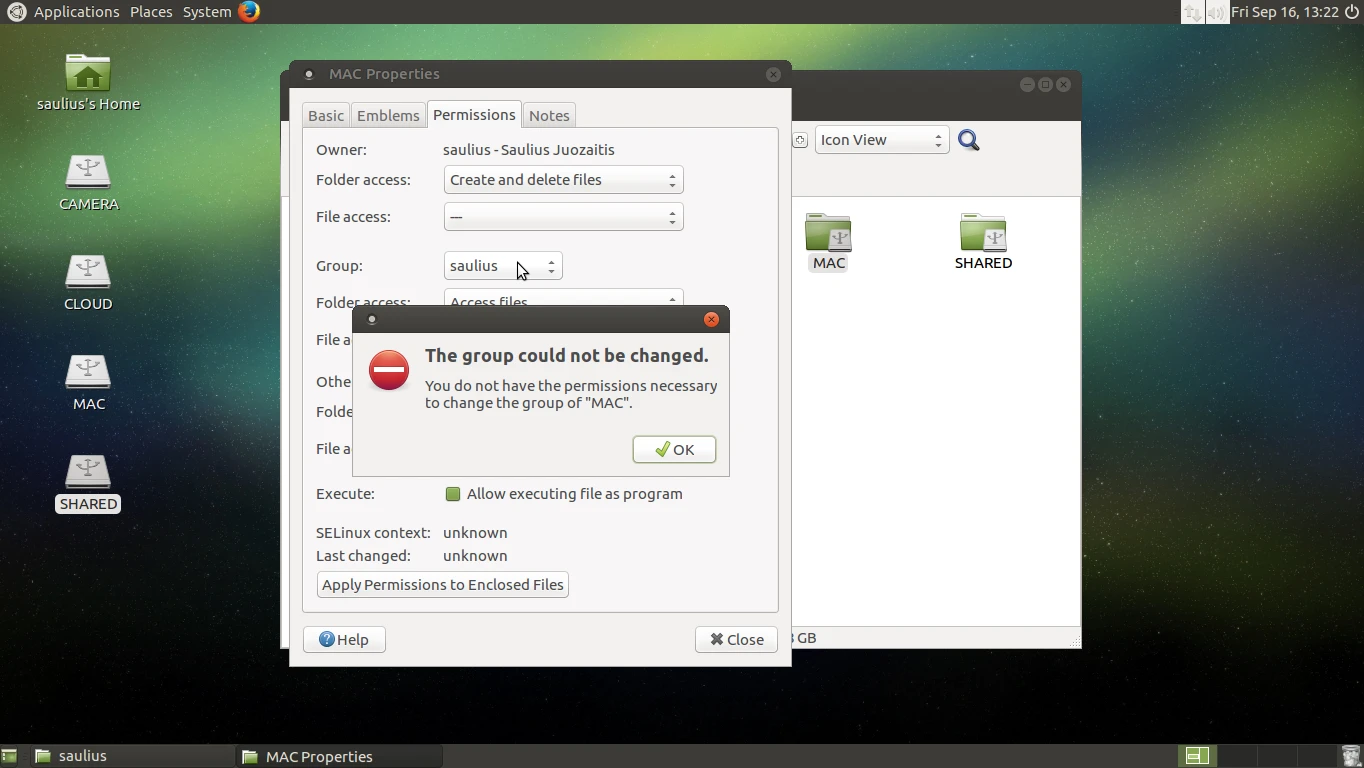 Applications Places System
Fri Sep 16, 13:22
saulius's Home
CAMERA
CLOUD
MAC
SHARED
MAC Properties
Basic
Emblems
Permissions
Notes
Owner: saulius - Saulius Juozaitis
Folder access: Create and delete files
File access: ---
Group: saulius
Folder access: Access files
File a
Othe
Folde
File a
The group could not be changed.
You do not have the permissions necessary
to change the group of "MAC".
OK
Execute: Allow executing file as program
SELinux context: unknown
Last changed: unknown
Apply Permissions to Enclosed Files
Help
Close
Icon View
MAC
SHARED
GB
saulius
MAC Properties